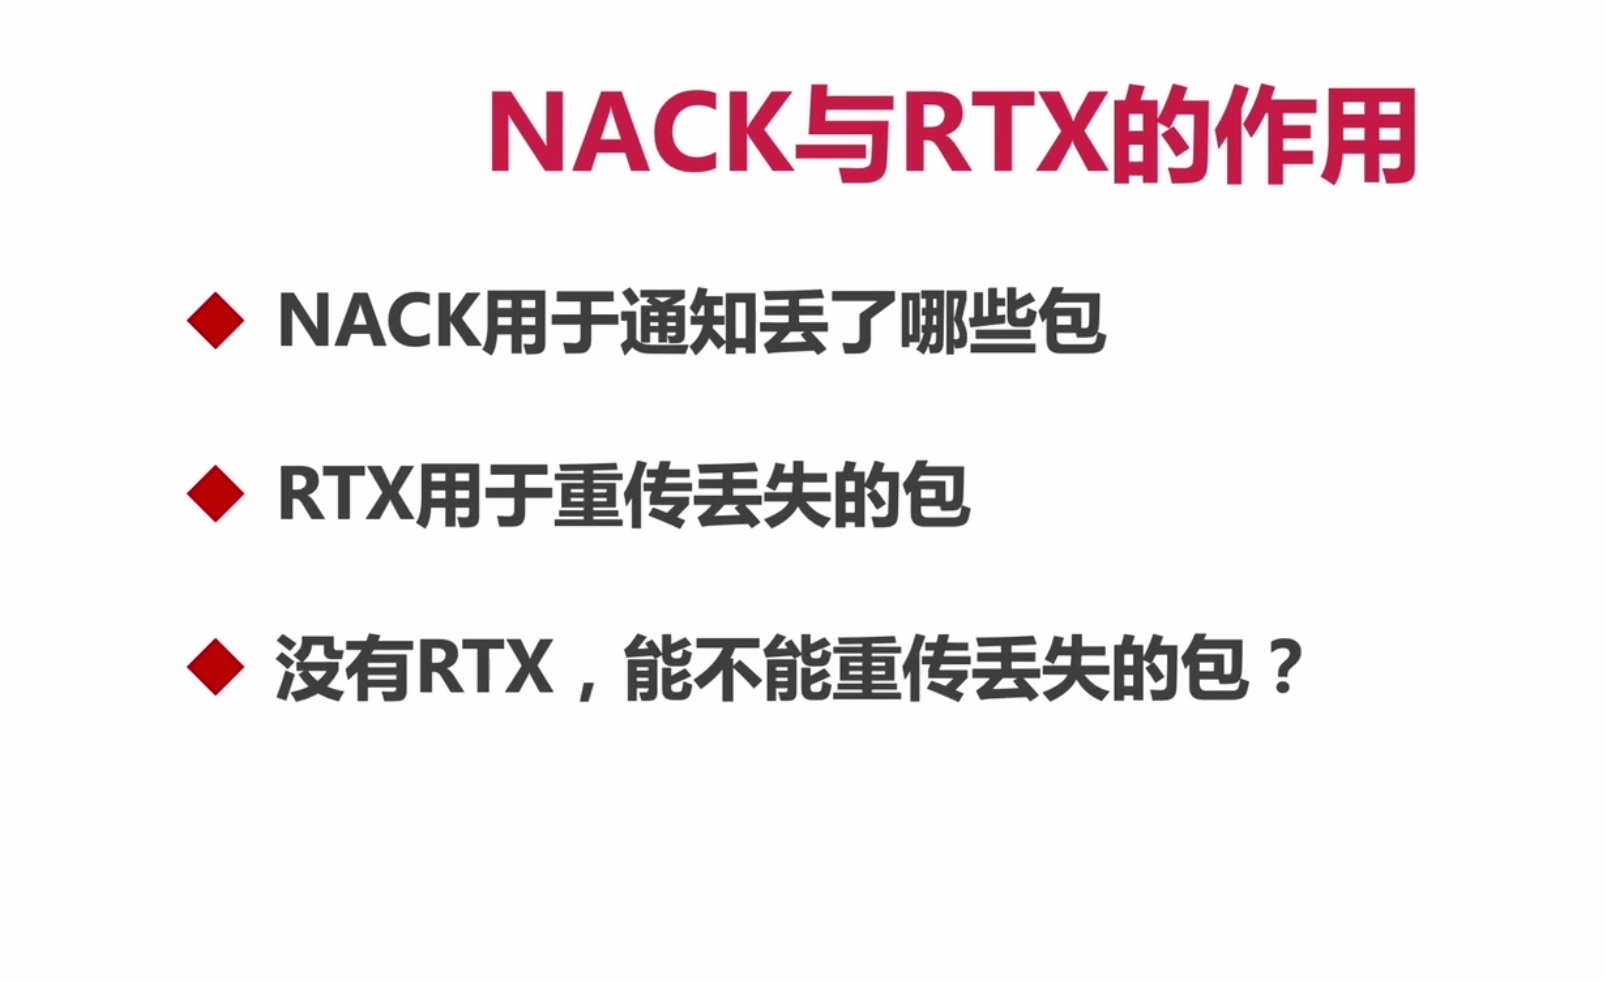 NACK与RTX的作用
NACK用于通知丢了哪些包
RTX用于重传丢失的包
没有RTX，能不能重传丢失的包？